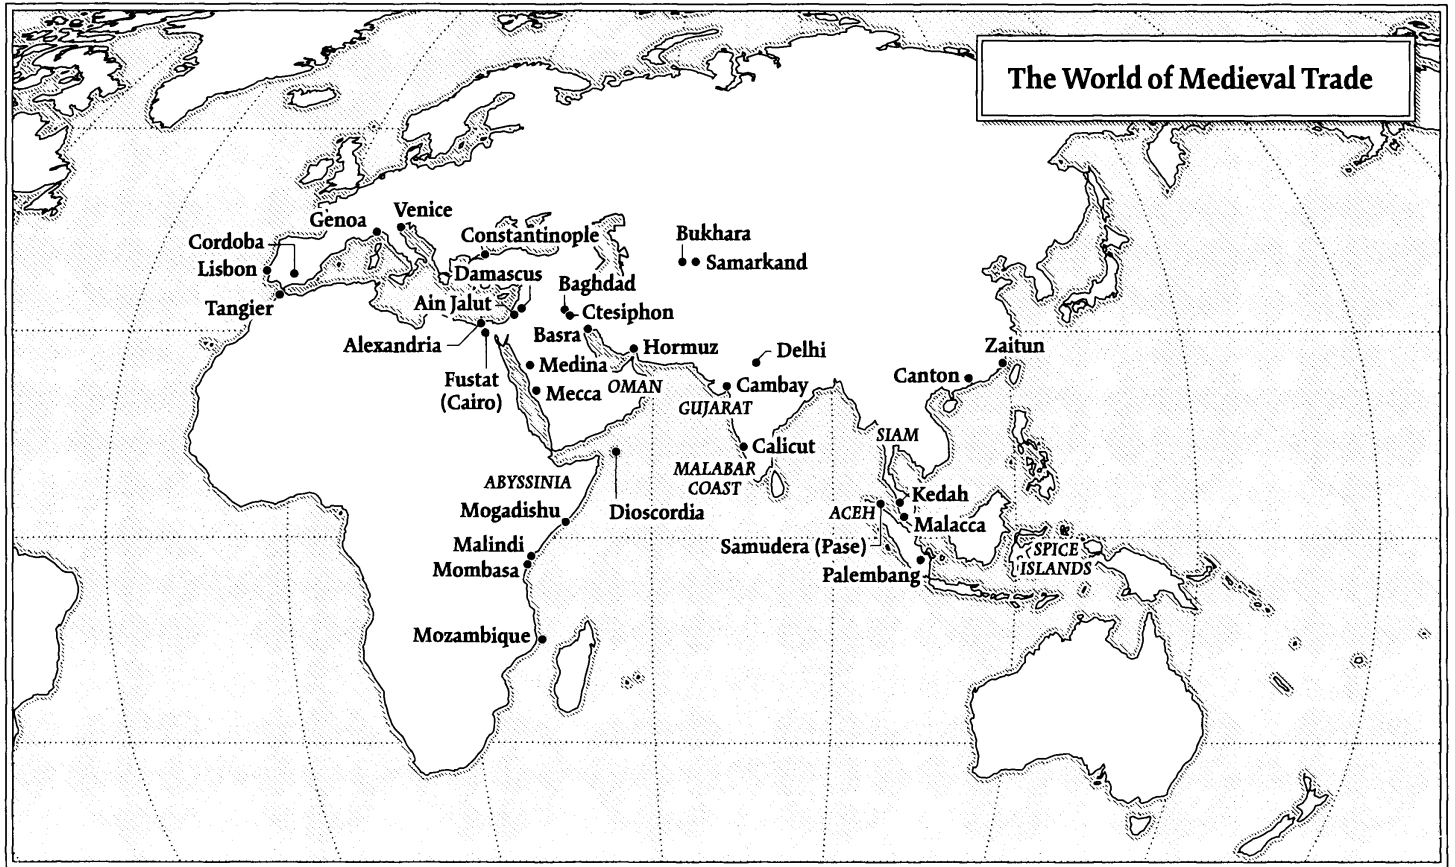 The World of Medieval Trade
Genoa
Venice
Cordoba
Lisbon
Tangier
Constantinople
Damascus
Ain Jalut
Alexandria
Fustat
(Cairo)
Baghdad
Ctesiphon
Basra
Bukhara
Samarkand
Hormuz
Medina
Mecca
OMAN
Delhi
Cambay
GUJARAT
Calicut
MALABAR
COAST
Zaitun
Canton
SIAM
ABYSSINIA
Mogadishu
Dioscordia
Malindi
Mombasa
Mozambique
ACEH
Kedah
Malacca
Samudera (Pase)
Palembang
SPICE
ISLANDS